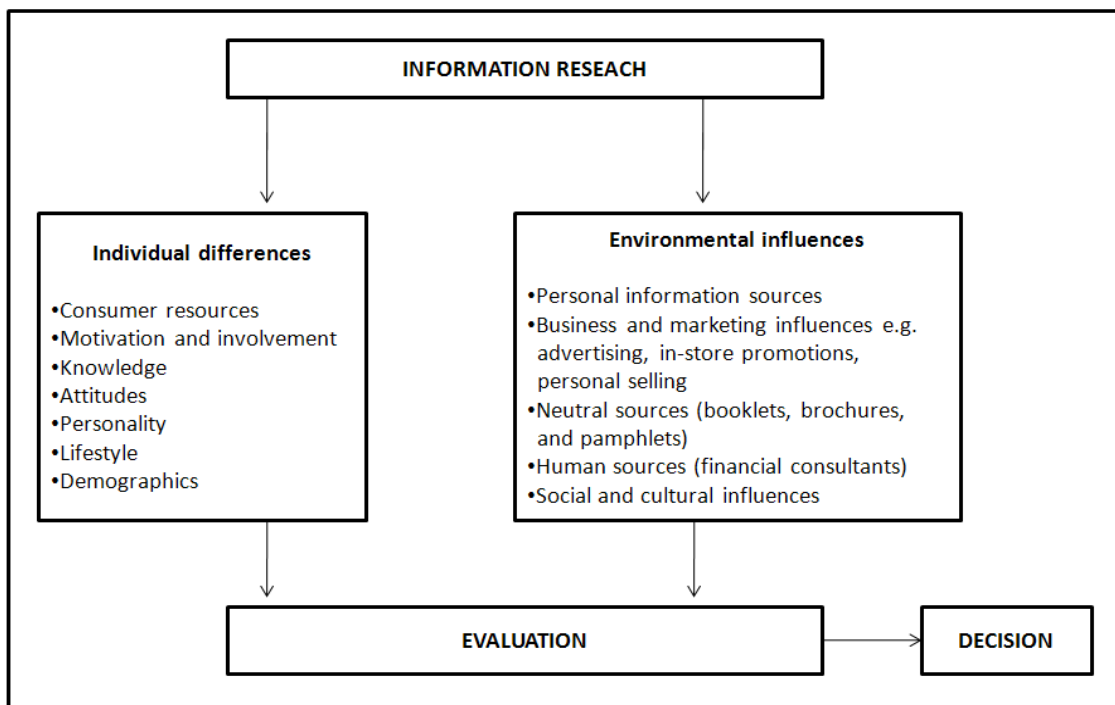 INFORMATION RESEACH
Individual differences
•Consumer resources
•Motivation and involvement
•Knowledge
•Attitudes
•Personality
•Lifestyle
•Demographics
Environmental influences
•Personal information sources
•Business and marketing influences e.g.
advertising, in-store promotions,
personal selling
•Neutral sources (booklets, brochures,
and pamphlets)
•Human sources (financial consultants)
•Social and cultural influences
EVALUATION
DECISION